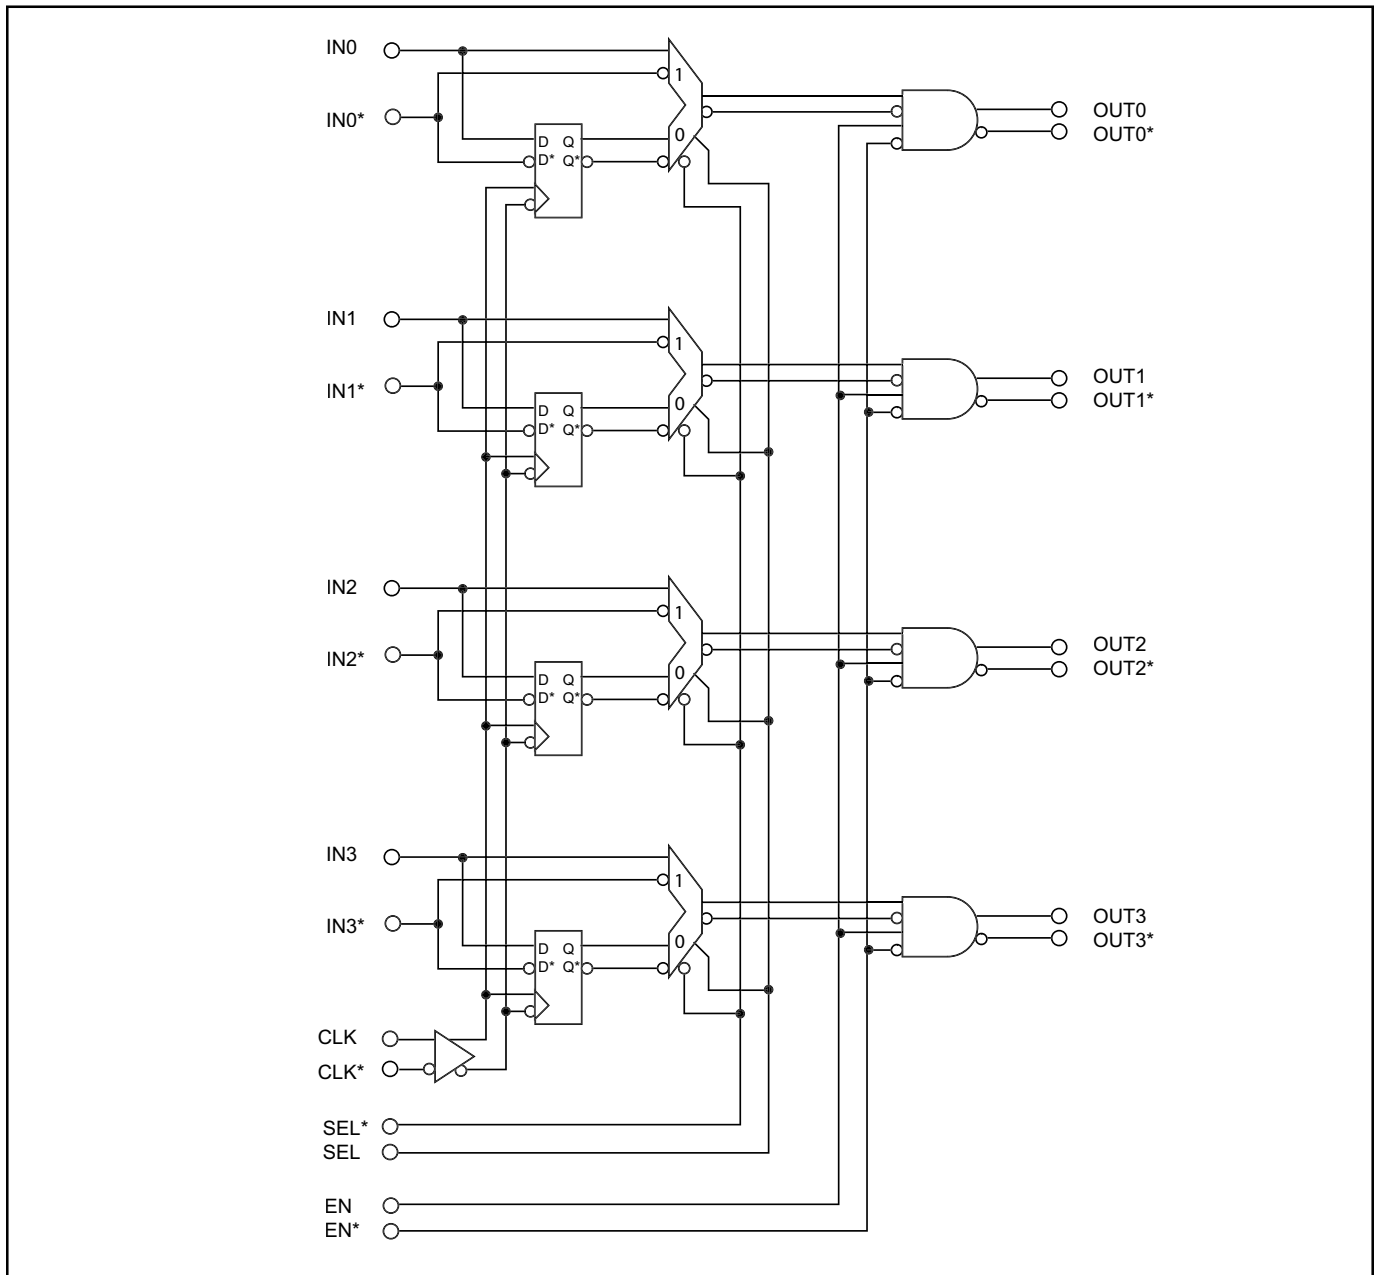 IN0
1
OUT0
IN0*
OUT0*
0
D Q
D* Q*
IN1
1
OUT1
IN1*
OUT1*
0
D Q
D* Q*
IN2
1
OUT2
IN2*
OUT2*
0
D Q
D* Q*
IN3
1
OUT3
IN3*
OUT3*
0
D Q
D* Q*
CLK
CLK*
SEL*
SEL
EN
EN*